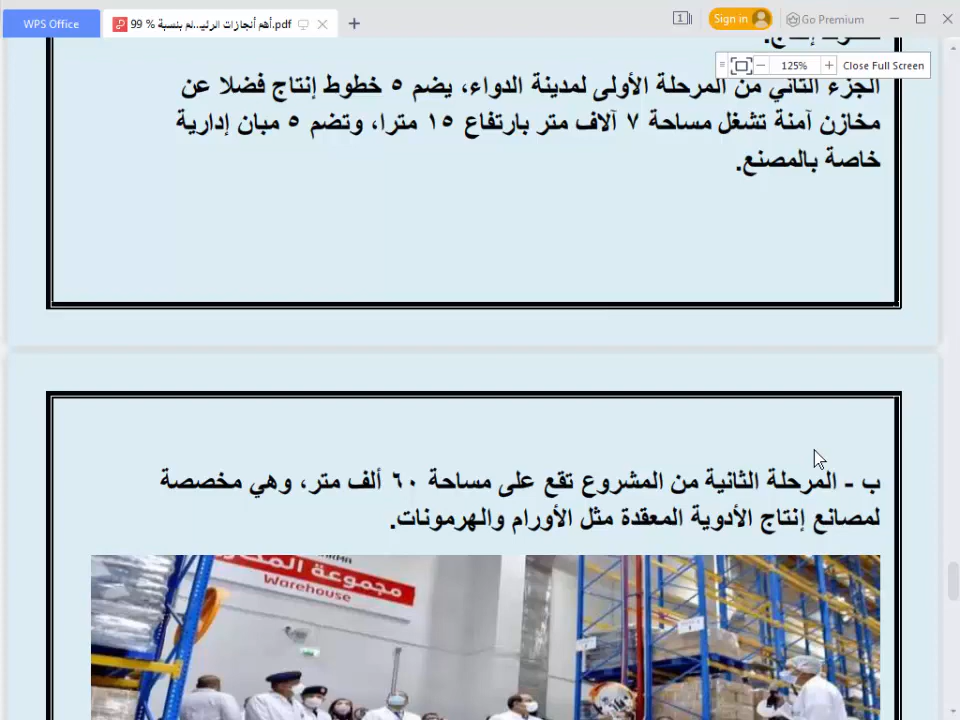 WPS Office
أهم أنجازات الرئيـ...لم بنسبة % 99.pdf
1
Sign in
Go Premium
125%
Close Full Screen
الجزء الثاني من المرحلة الأولى لمدينة الدواء، يضم ٥ خطوط إنتاج فضلا عن
مخازن آمنة تشغل مساحة ٧ آلاف متر بارتفاع ١٥ مترا، وتضم ٥ مبان إدارية
خاصة بالمصنع.
ب - المرحلة الثانية من المشروع تقع على مساحة ٦٠ ألف متر، وهي مخصصة
لمصانع إنتاج الأدوية المعقدة مثل الأورام والهرمونات.
مجموعة
Warehouse